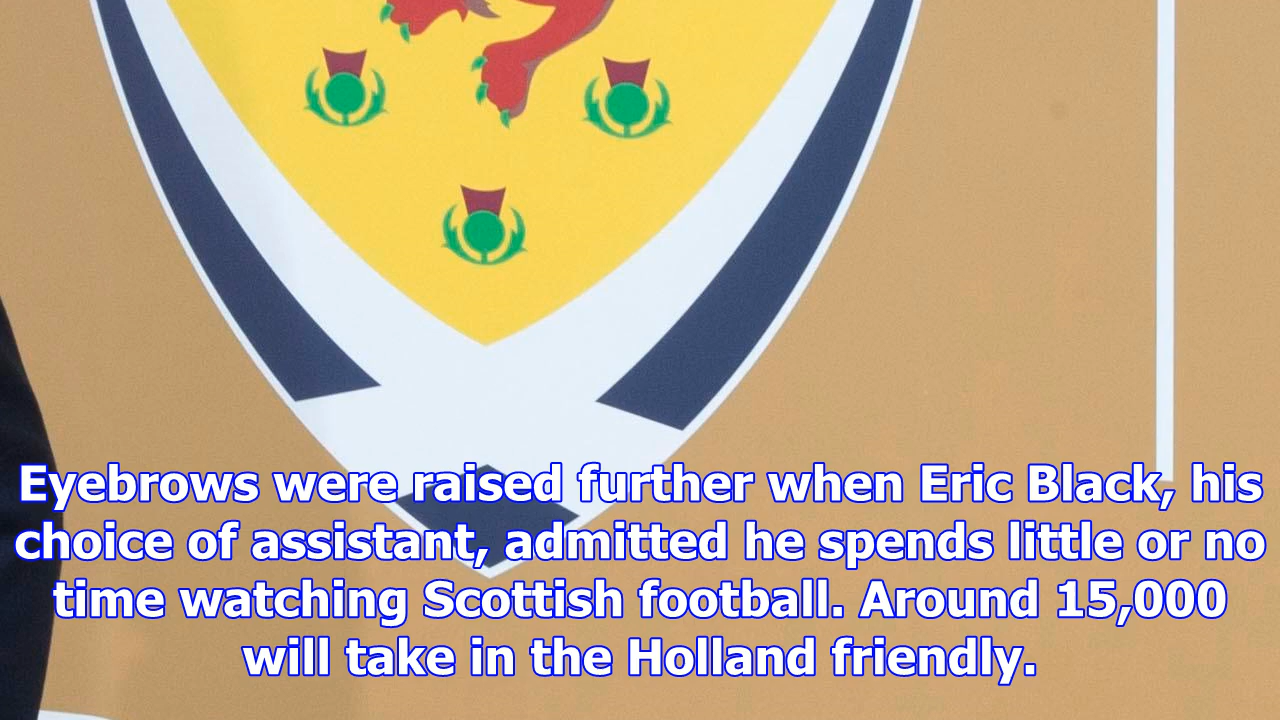 Eyebrows were raised further when Eric Black, his
choice of assistant, admitted he spends little or no
time watching Scottish football. Around 15,000
will take in the Holland friendly.